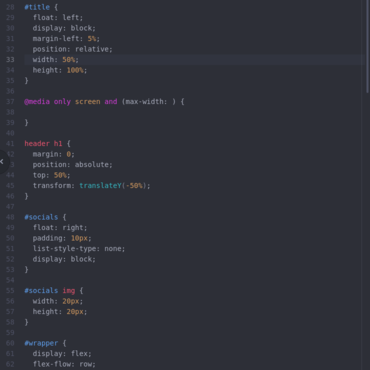 28 #title {
29 float: left;
30 display: block;
31 margin-left: 5%;
32 position: relative;
33 width: 50%;
34 height: 100%;
35 }
36
37 @media only screen and (max-width: ) {
38
39 }
40
41 header h1 {
42 margin: 0;
43 position: absolute;
44 top: 50%;
45 transform: translateY(-50%);
46 }
47
48 #socials {
49 float: right;
50 padding: 10px;
51 list-style-type: none;
52 display: block;
53 }
54
55 #socials img {
56 width: 20px;
57 height: 20px;
58 }
59
60 #wrapper {
61 display: flex;
62 flex-flow: row;